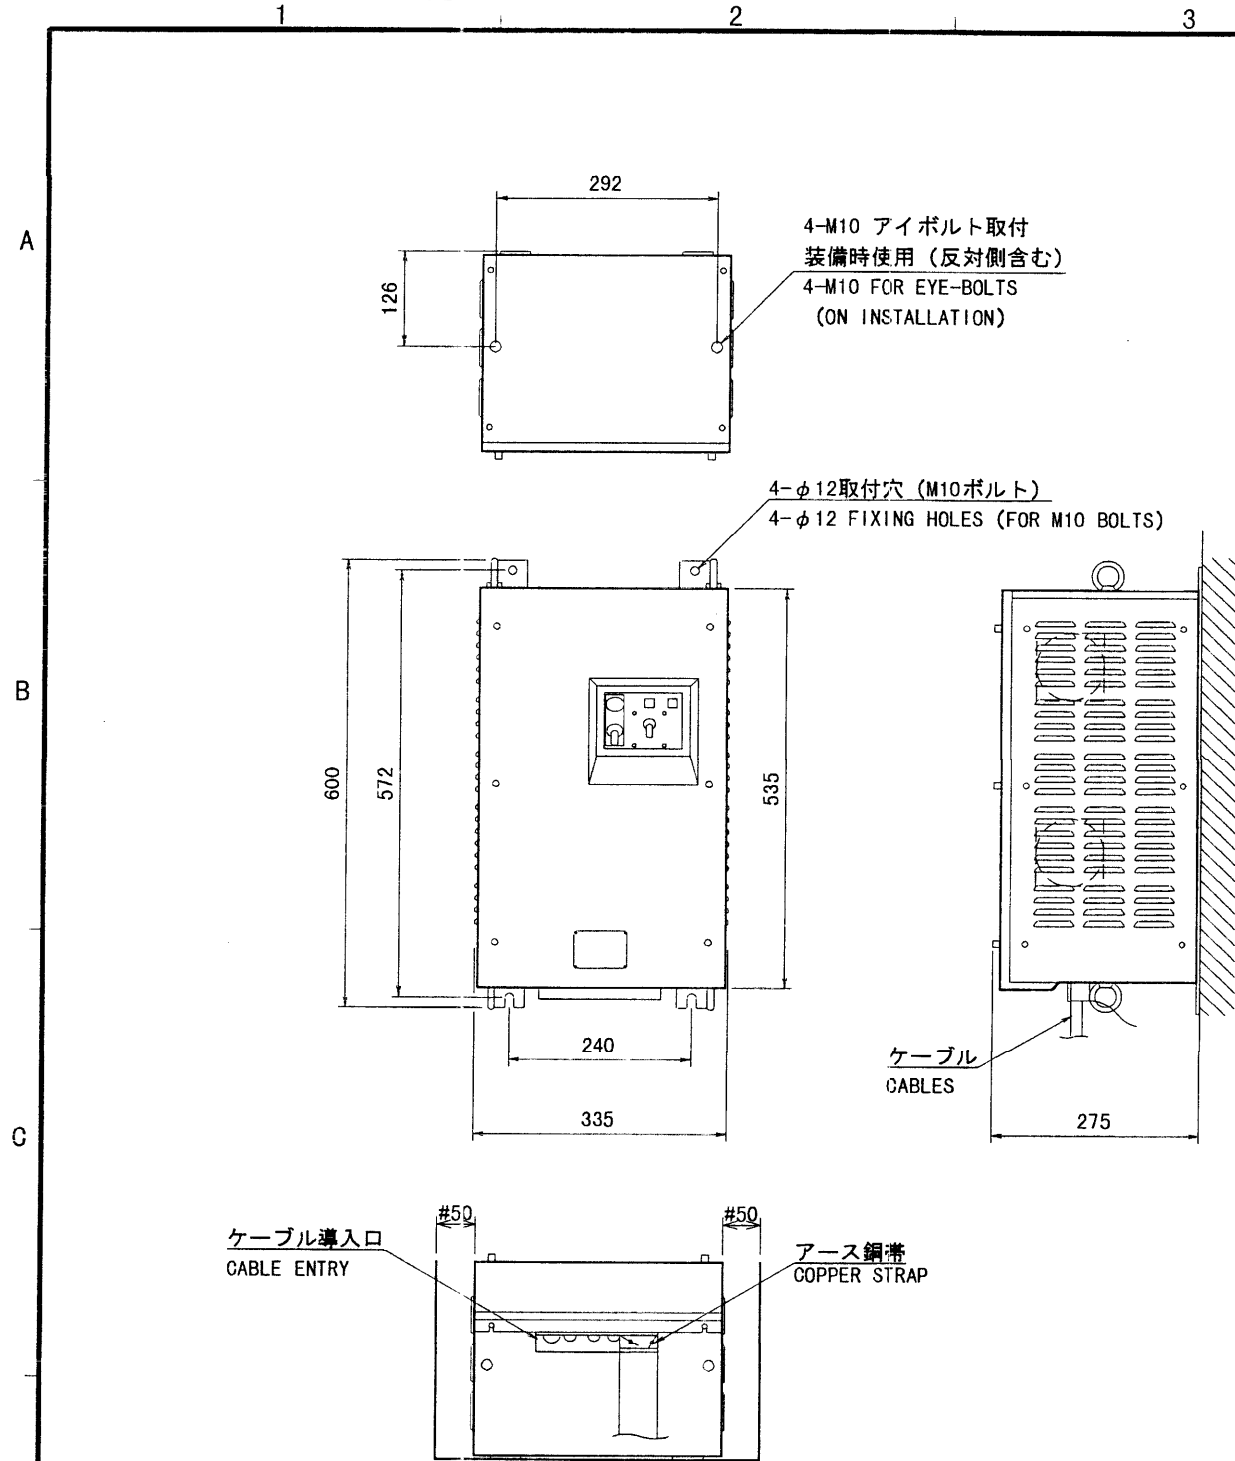 1 2 3
A
292
126
4-M10 アイボルト取付
装備時使用 (反対側含む)
4-M10 FOR EYE-BOLTS
(ON INSTALLATION)
4-φ12取付穴 (M10ボルト)
4-φ12 FIXING HOLES (FOR M10 BOLTS)
B
600
572
535
240
335
ケーブル
CABLES
275
C
#50
#50
ケーブル導入口
CABLE ENTRY
アース銅帯
COPPER STRAP